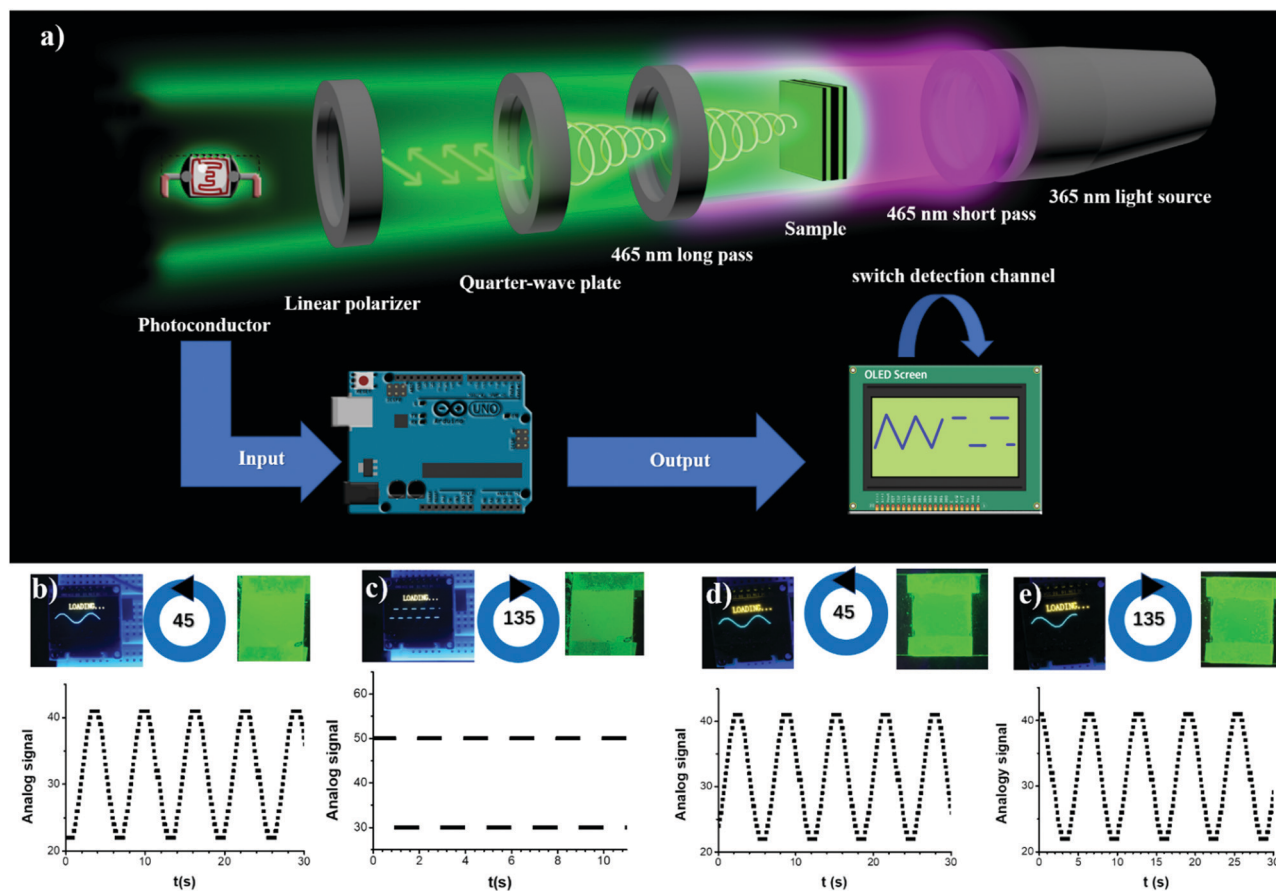 a)
Sample
465 nm short pass
365 nm light source
465 nm long pass
Quarter-wave plate
Linear polarizer
Photoconductor
switch detection channel
Input
UNO
Output
OLED Screen
b)
LOADING...
45
c)
LOADING...
135
d)
LOADING...
45
e)
LOADING...
135
Analog signal
40
30
20
0
10
20
30
t(s)
Analog signal
60
50
40
30
0
2
4
6
8
10
t(s)
Analog signal
40
30
20
0
10
20
30
t (s)
Analogy signal
40
30
20
0
5
10
15
20
25
30
t (s)